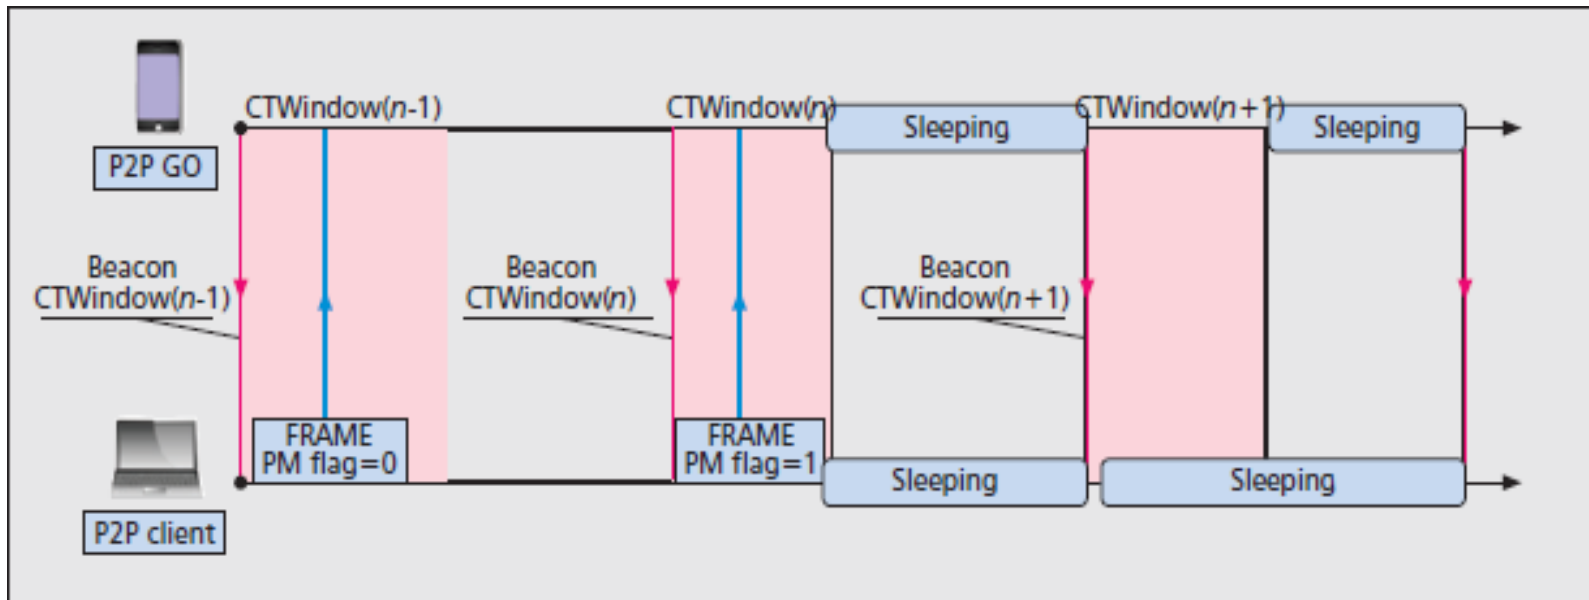 CTWindow(n-1)
CTWindow(n)
Sleeping
CTWindow(n+1)
Sleeping
P2P GO
Beacon
CTWindow(n-1)
Beacon
CTWindow(n)
Beacon
CTWindow(n+1)
FRAME
PM flag=0
FRAME
PM flag=1
Sleeping
Sleeping
P2P client